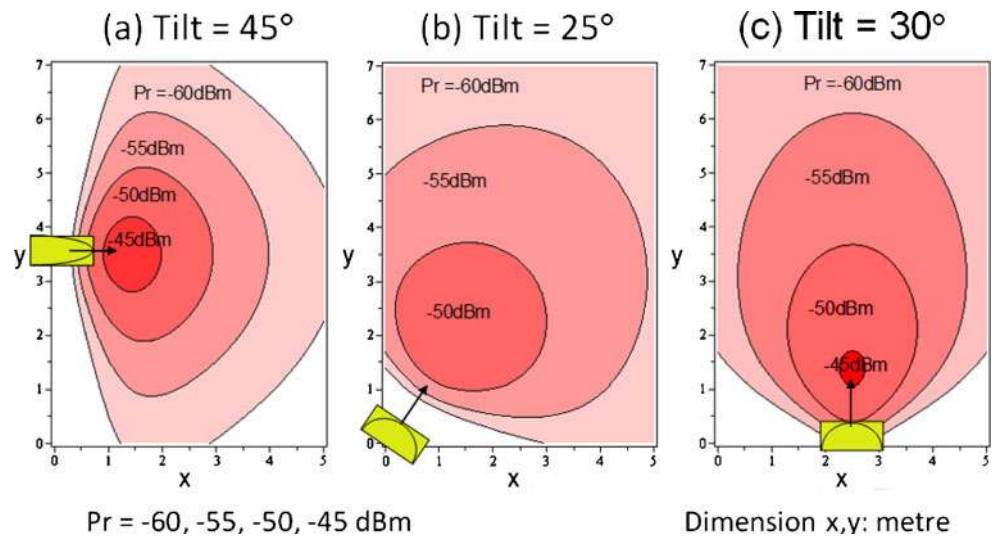 (a) Tilt = 45° (b) Tilt = 25° (c) Tilt = 30°
7 6 5 4 3 2 1 0
y
Pr =-60dBm
-55dBm
-50dBm
-45dBm
0 1 2 3 4 5
x
7 6 5 4 3 2 1 0
y
Pr =-60dBm
-55dBm
-50dBm
0 1 2 3 4 5
x
7 6 5 4 3 2 1 0
y
Pr =-60dBm
-55dBm
-50dBm
-45dBm
0 1 2 3 4 5
x
Pr = -60, -55, -50, -45 dBm Dimension x,y: metre